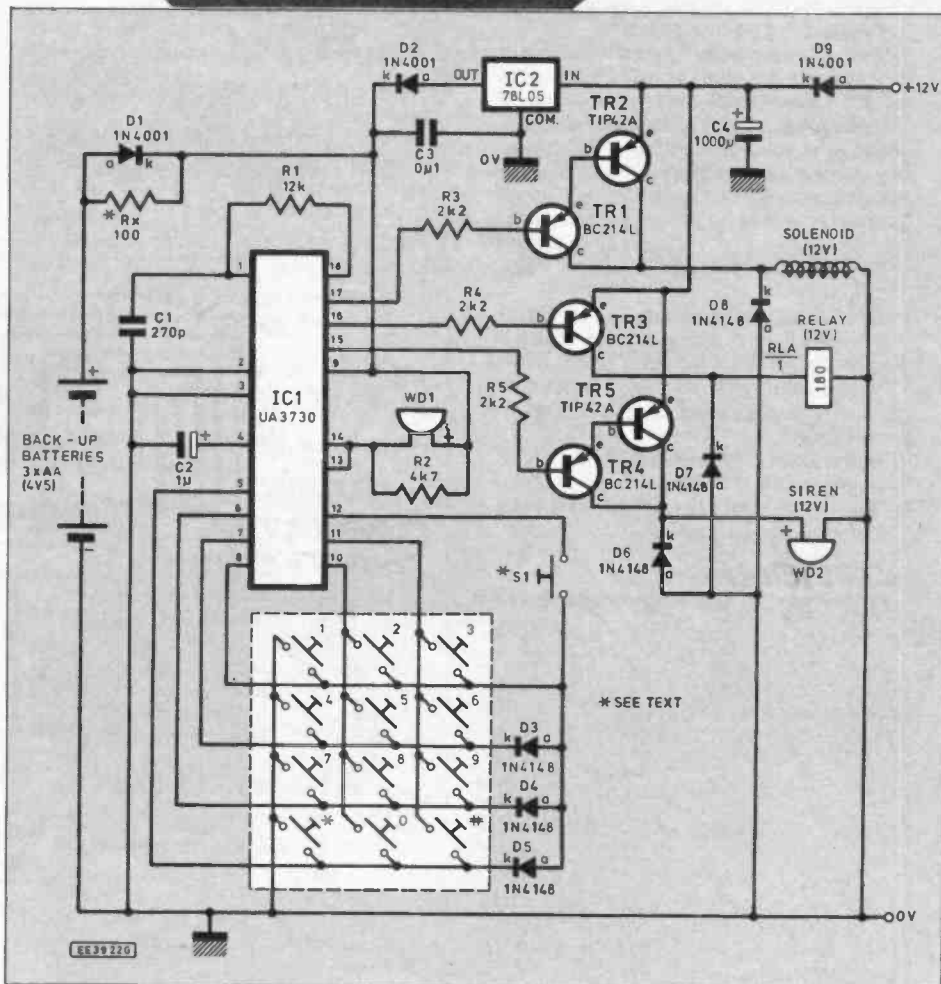 D2
1N4001
k
a
OUT
IC2
78L05
IN
COM.
0V
D9
1N4001
k
a
+12V
TR2
TIP42A
e
b
c
+
C4
1000µ
D1
1N4001
a
k
*
Rx
100
C3
0µ1
R1
12k
R3
2k2
b
e
TR1
BC214L
c
SOLENOID
(12V)
1
18
17
16
15
9
R4
2k2
b
e
TR3
BC214L
c
k
D8
1N4148
a
RELAY
(12V)
RLA
1
180
C1
270p
2
3
IC1
UA3730
+
BACK-UP
BATTERIES
3xAA
(4V5)
-
C2
1µ
+
4
14
13
WD1
+
R2
4k7
R5
2k2
TR5
TIP42A
b
e
c
b
e
TR4
BC214L
c
k
D7
1N4148
a
SIREN
(12V)
+
WD2
5
6
7
8
12
11
10
*S1
k
D6
1N4148
a
1
2
3
4
5
6
7
8
9
*
0
#
*SEE TEXT
D3
k
a
1N4148
D4
k
a
1N4148
D5
k
a
1N4148
0V
EE3922G